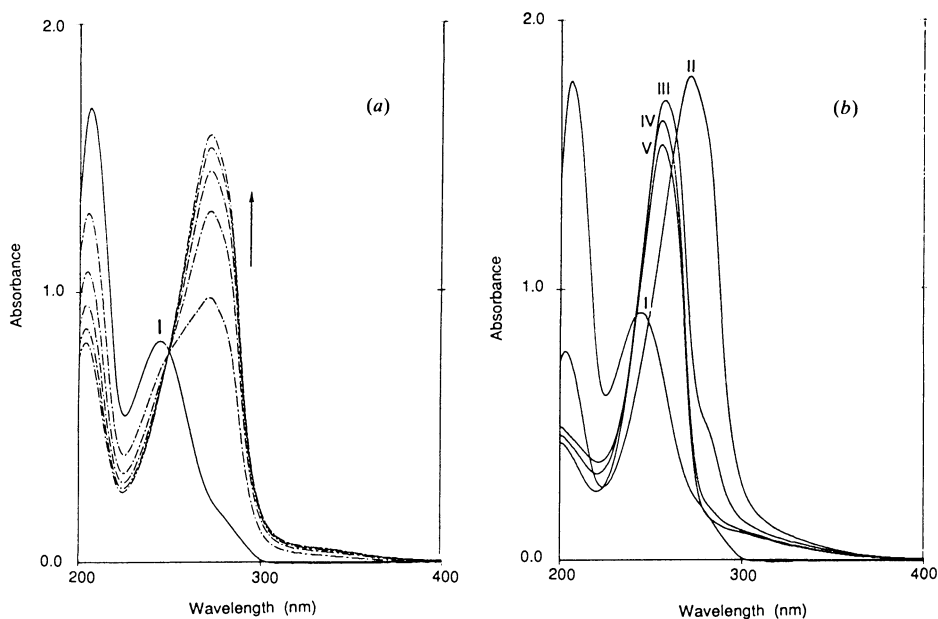 2.0
(a)
I
1.0
Absorbance
0.0
200
300
400
Wavelength (nm)
2.0
II
III
IV
V
(b)
1.0
I
Absorbance
0.0
200
300
400
Wavelength (nm)